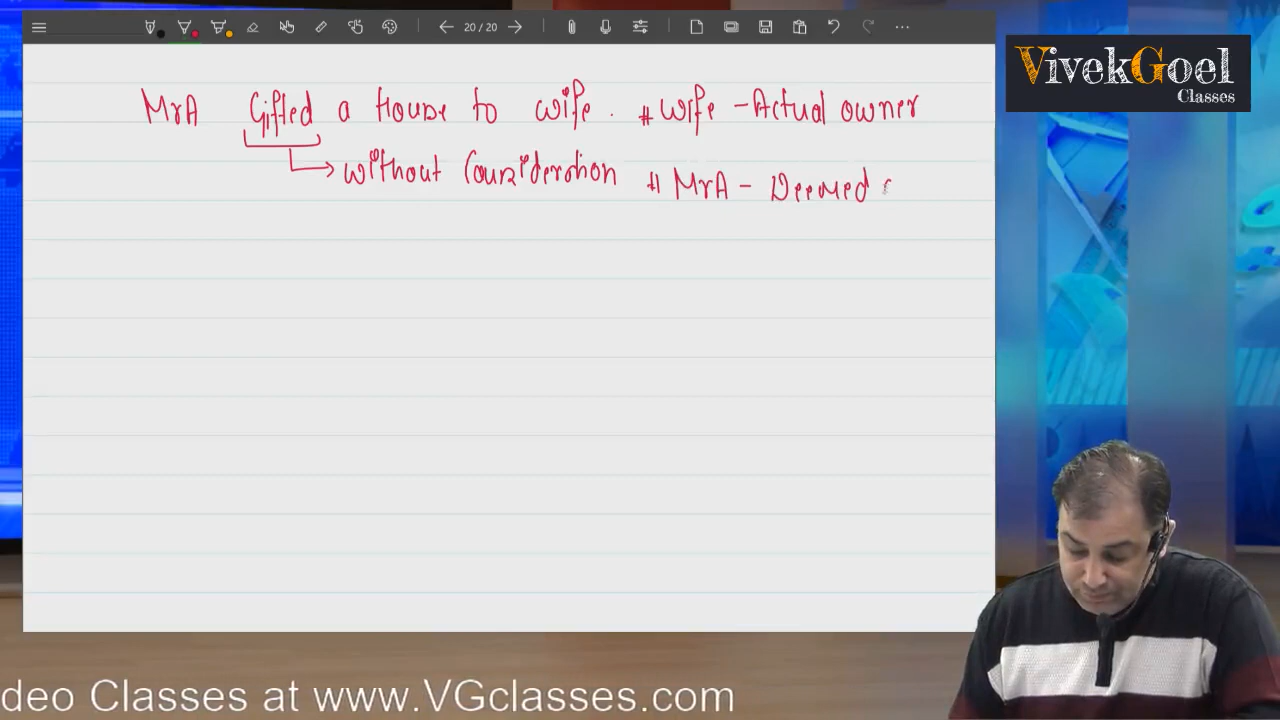 20/20
VivekGoel
Classes
MrA Gifted a House to wife. # Wife - Actual owner
→ without Consideration # MrA - Deemed
deo Classes at www.VGclasses.com